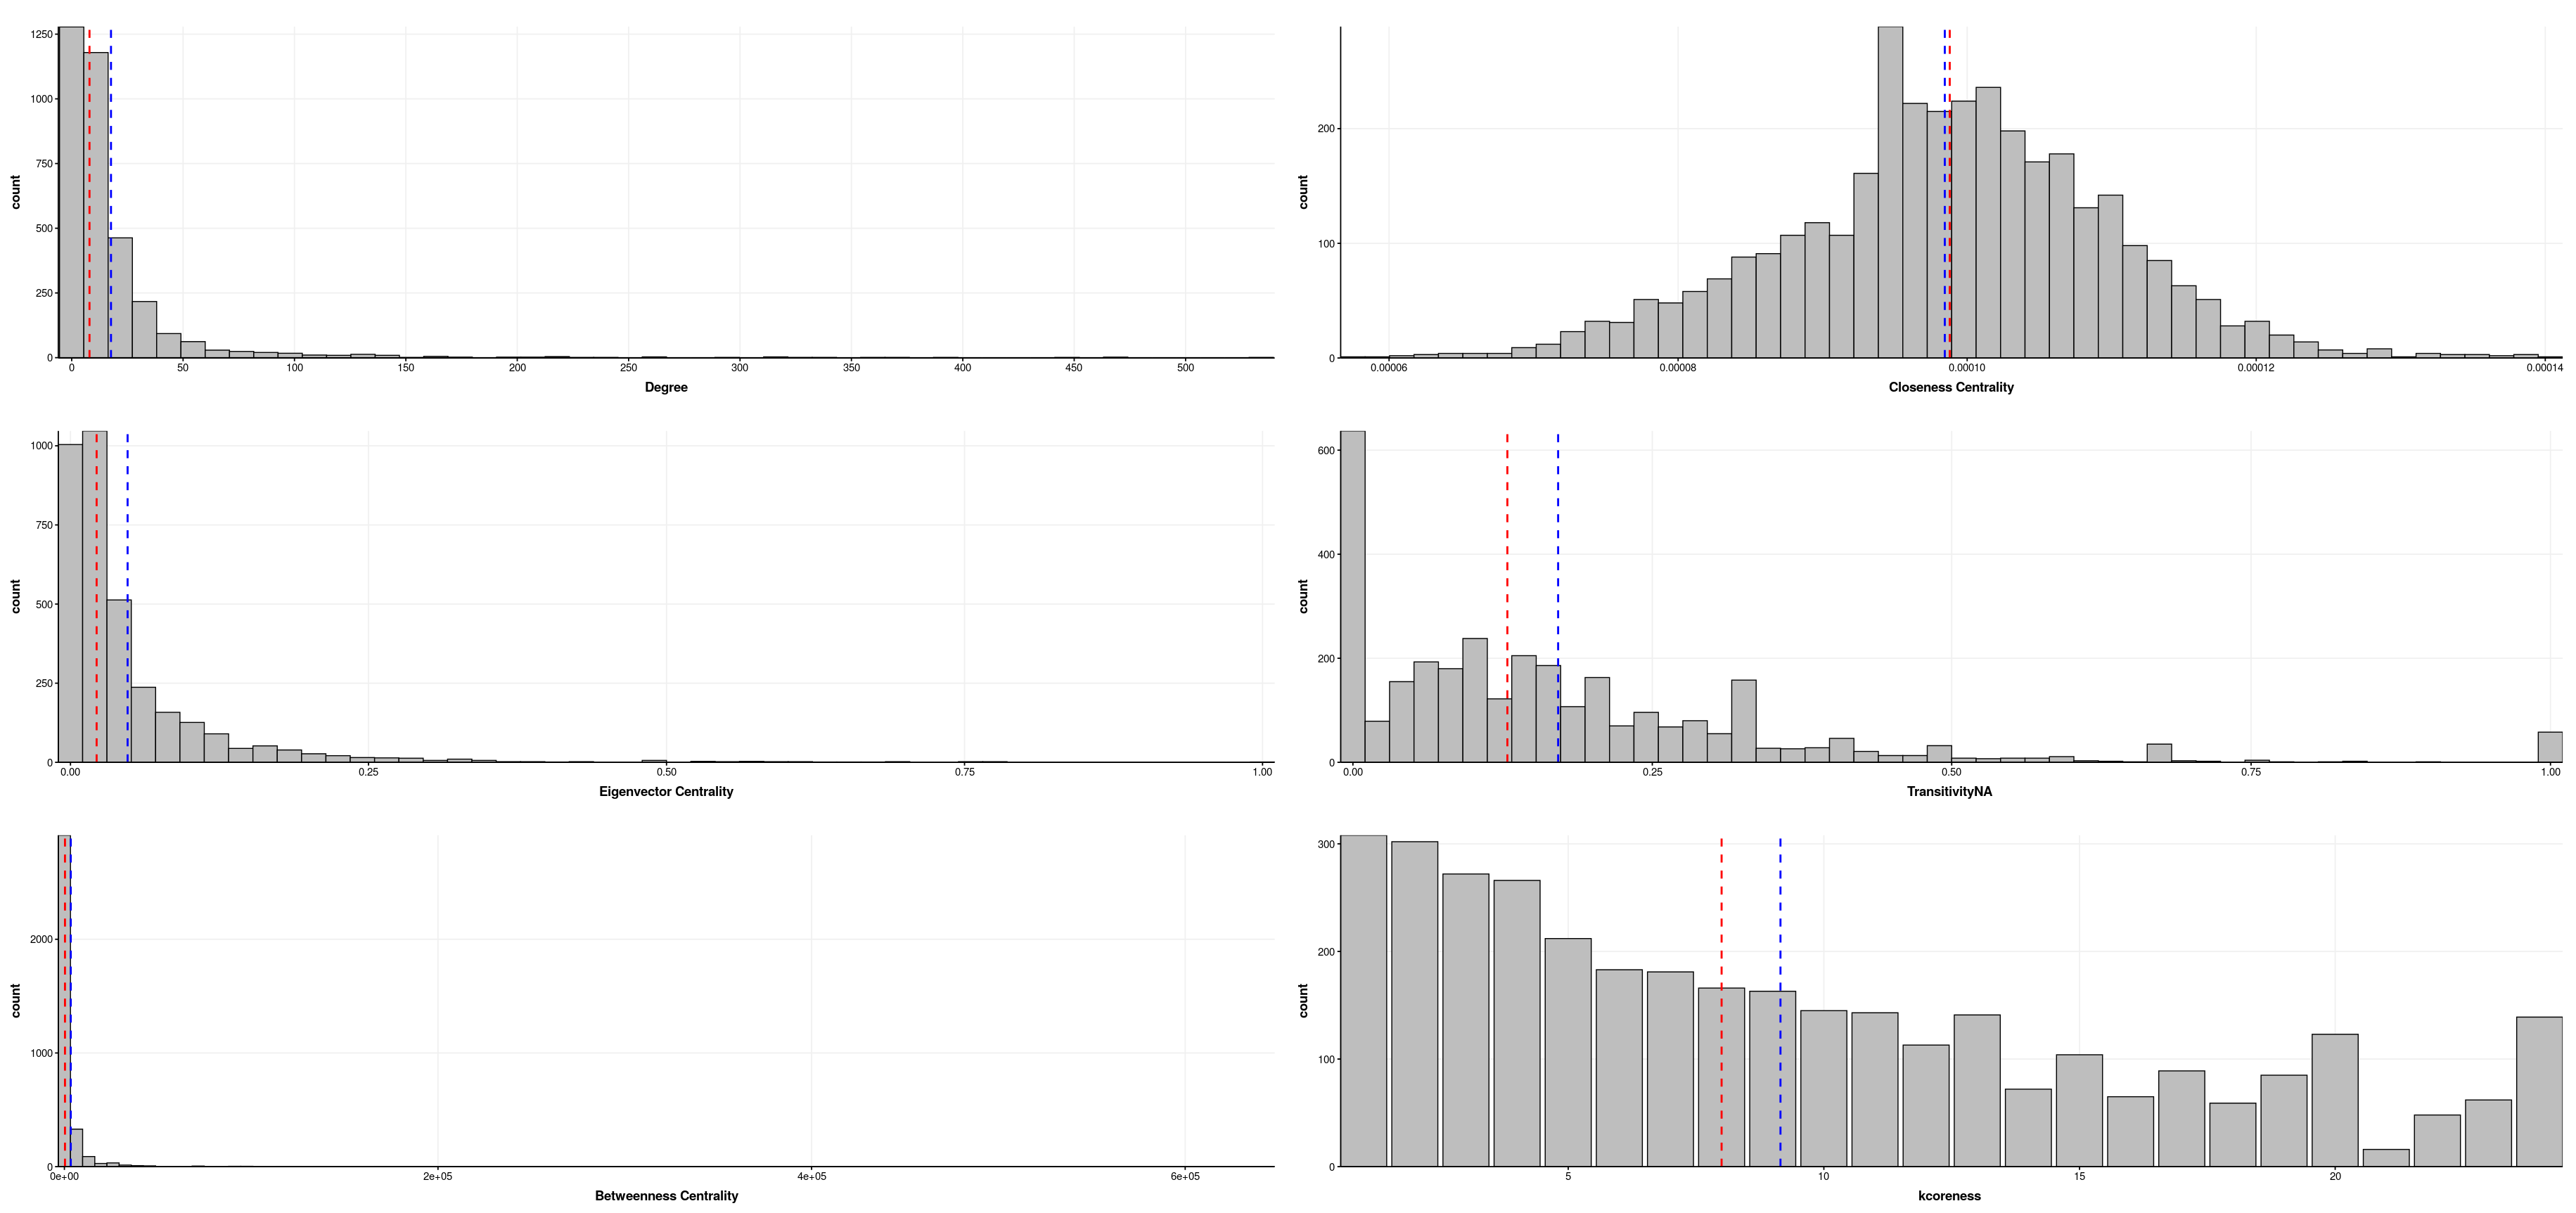 1250
1000
750
500
250
0
count
0 50 100 150 200 250 300 350 400 450 500
Degree
200
100
0
count
0.00006 0.00008 0.00010 0.00012 0.00014
Closeness Centrality
1000
750
500
250
0
count
0.00 0.25 0.50 0.75 1.00
Eigenvector Centrality
600
400
200
0
count
0.00 0.25 0.50 0.75 1.00
TransitivityNA
2000
1000
0
count
0e+00 2e+05 4e+05 6e+05
Betweenness Centrality
300
200
100
0
count
5 10 15 20
kcoreness